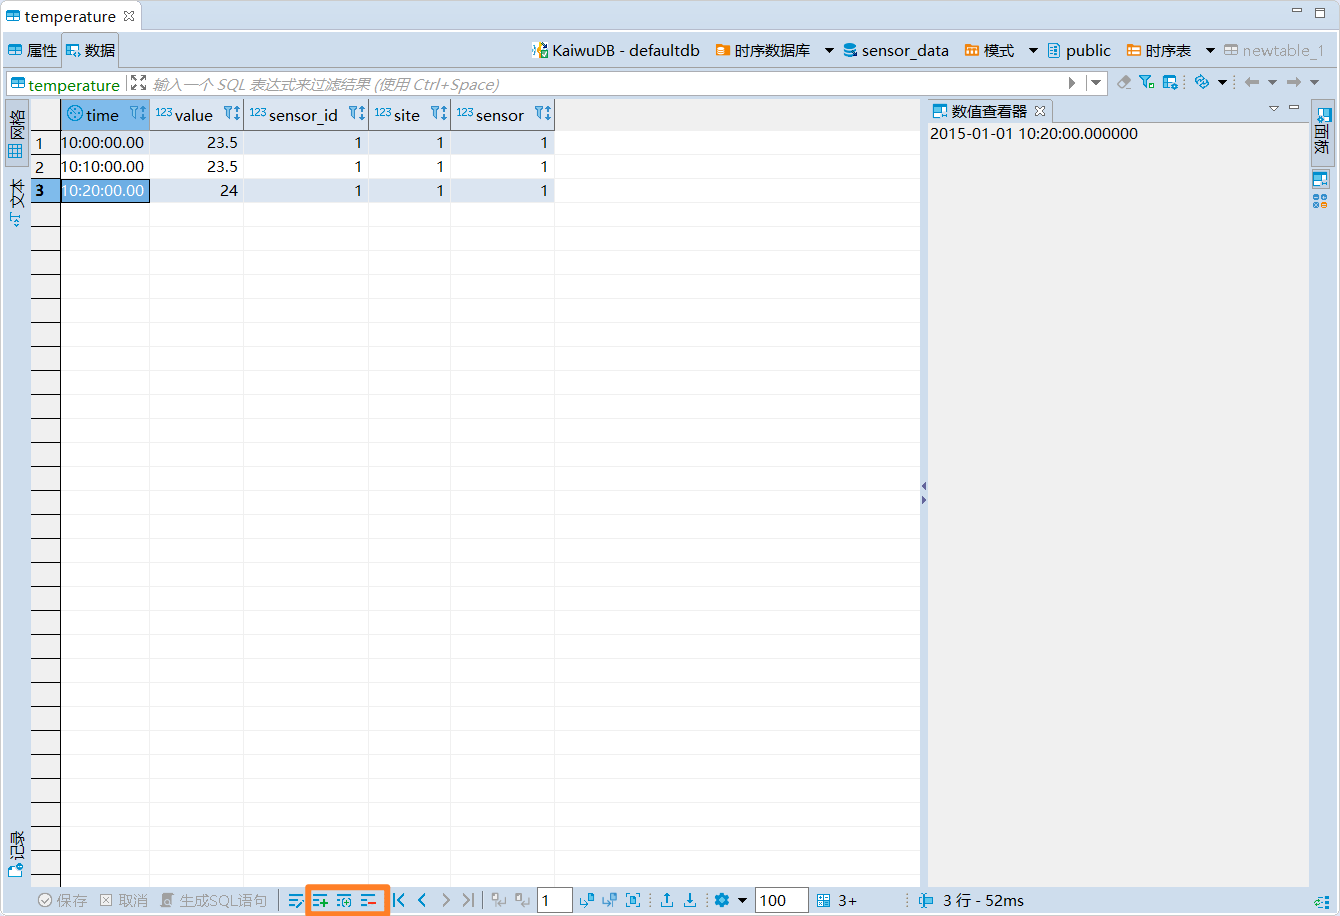 temperature
属性 数据 KaiwuDB - defaultdb 时序数据库 sensor_data 模式 public 时序表 newtable_1
temperature 输入一个 SQL 表达式来过滤结果 (使用 Ctrl+Space)
网格
文本
记录
time 123 value 123 sensor_id 123 site 123 sensor
1 10:00:00.00 23.5 1 1 1
2 10:10:00.00 23.5 1 1 1
3 10:20:00.00 24 1 1 1
数值查看器
2015-01-01 10:20:00.000000
面板
保存 取消 生成SQL语句 1 100 3+ 3 行 - 52ms